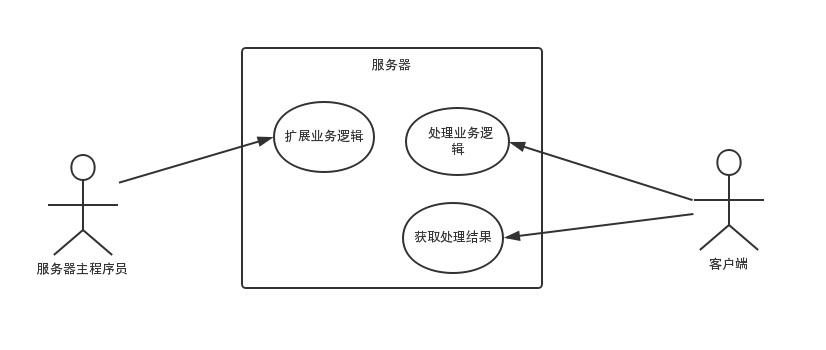 服务器
扩展业务逻辑
处理业务逻
辑
获取处理结果
服务器主程序员
客户端